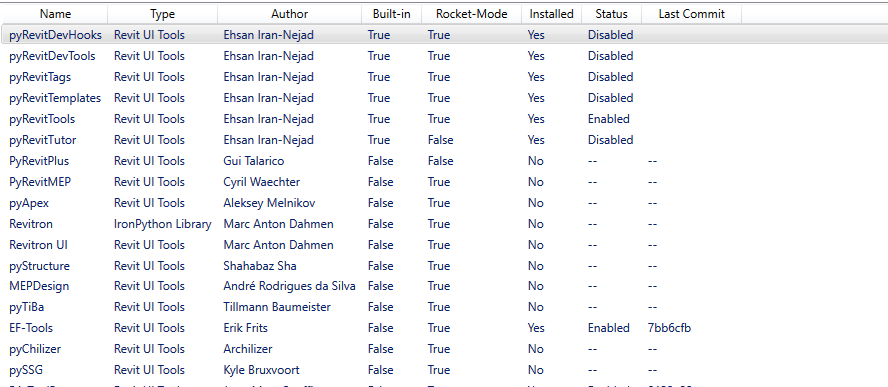 Name Type Author Built-in Rocket-Mode Installed Status Last Commit
pyRevitDevHooks Revit UI Tools Ehsan Iran-Nejad True True Yes Disabled
pyRevitDevTools Revit UI Tools Ehsan Iran-Nejad True True Yes Disabled
pyRevitTags Revit UI Tools Ehsan Iran-Nejad True True Yes Disabled
pyRevitTemplates Revit UI Tools Ehsan Iran-Nejad True True Yes Disabled
pyRevitTools Revit UI Tools Ehsan Iran-Nejad True True Yes Enabled
pyRevitTutor Revit UI Tools Ehsan Iran-Nejad True False Yes Disabled
PyRevitPlus Revit UI Tools Gui Talarico False False No -- --
PyRevitMEP Revit UI Tools Cyril Waechter False True No -- --
pyApex Revit UI Tools Aleksey Melnikov False True No -- --
Revitron IronPython Library Marc Anton Dahmen False True No -- --
Revitron UI Revit UI Tools Marc Anton Dahmen False True No -- --
pyStructure Revit UI Tools Shahabaz Sha False True No -- --
MEPDesign Revit UI Tools André Rodrigues da Silva False True No -- --
pyTiBa Revit UI Tools Tillmann Baumeister False True No -- --
EF-Tools Revit UI Tools Erik Frits False True Yes Enabled 7bb6cfb
pyChilizer Revit UI Tools Archilizer False True No -- --
pySSG Revit UI Tools Kyle Bruxvoort False True No -- --